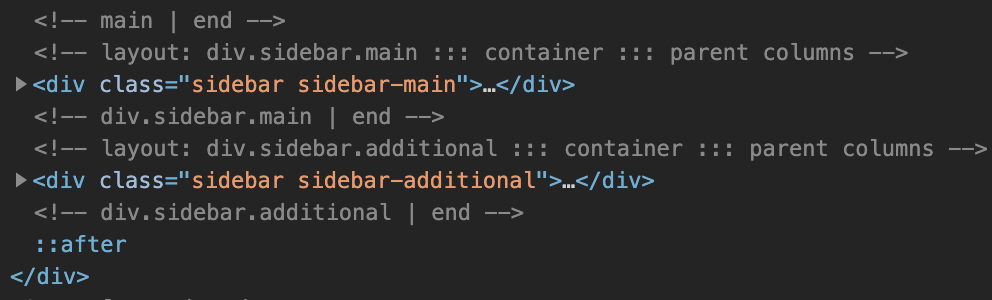 <!-- main | end -->
<!-- layout: div.sidebar.main ::: container ::: parent columns -->
<div class="sidebar sidebar-main">…</div>
<!-- div.sidebar.main | end -->
<!-- layout: div.sidebar.additional ::: container ::: parent columns -->
<div class="sidebar sidebar-additional">…</div>
<!-- div.sidebar.additional | end -->
::after
</div>